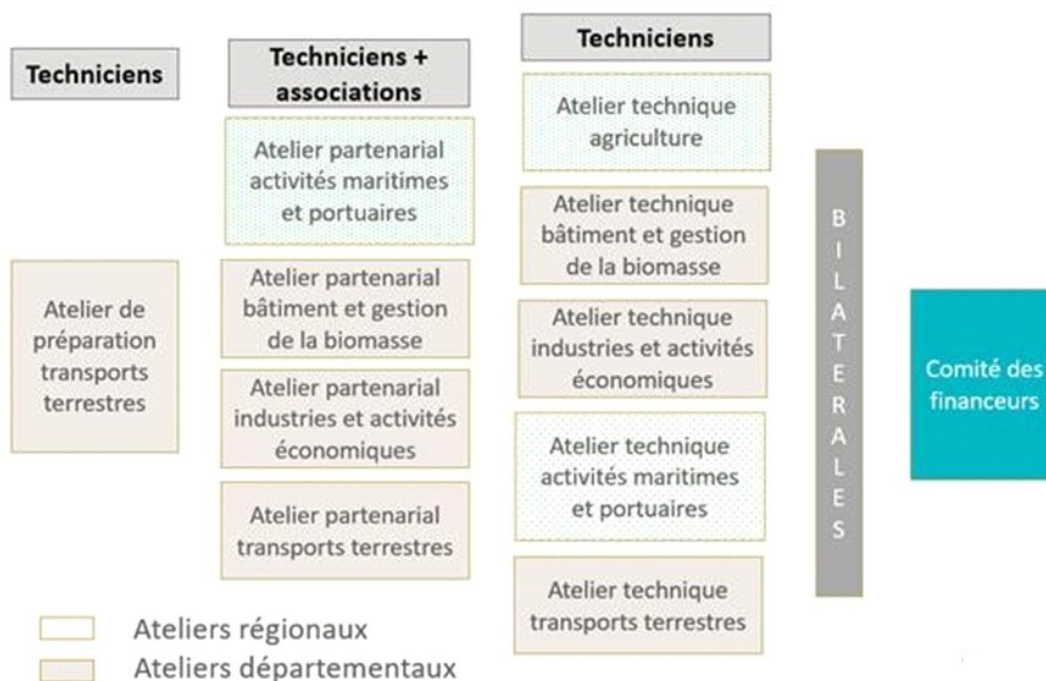 Techniciens
Atelier de
préparation
transports
terrestres
Techniciens +
associations
Atelier partenarial
activités maritimes
et portuaires
Atelier partenarial
bâtiment et gestion
de la biomasse
Atelier partenarial
industries et activités
économiques
Atelier partenarial
transports terrestres
Techniciens
Atelier technique
agriculture
Atelier technique
bâtiment et gestion
de la biomasse
Atelier technique
industries et activités
économiques
Atelier technique
activités maritimes
et portuaires
Atelier technique
transports terrestres
BILATERALES
Comité des
financeurs
Ateliers régionaux
Ateliers départementaux